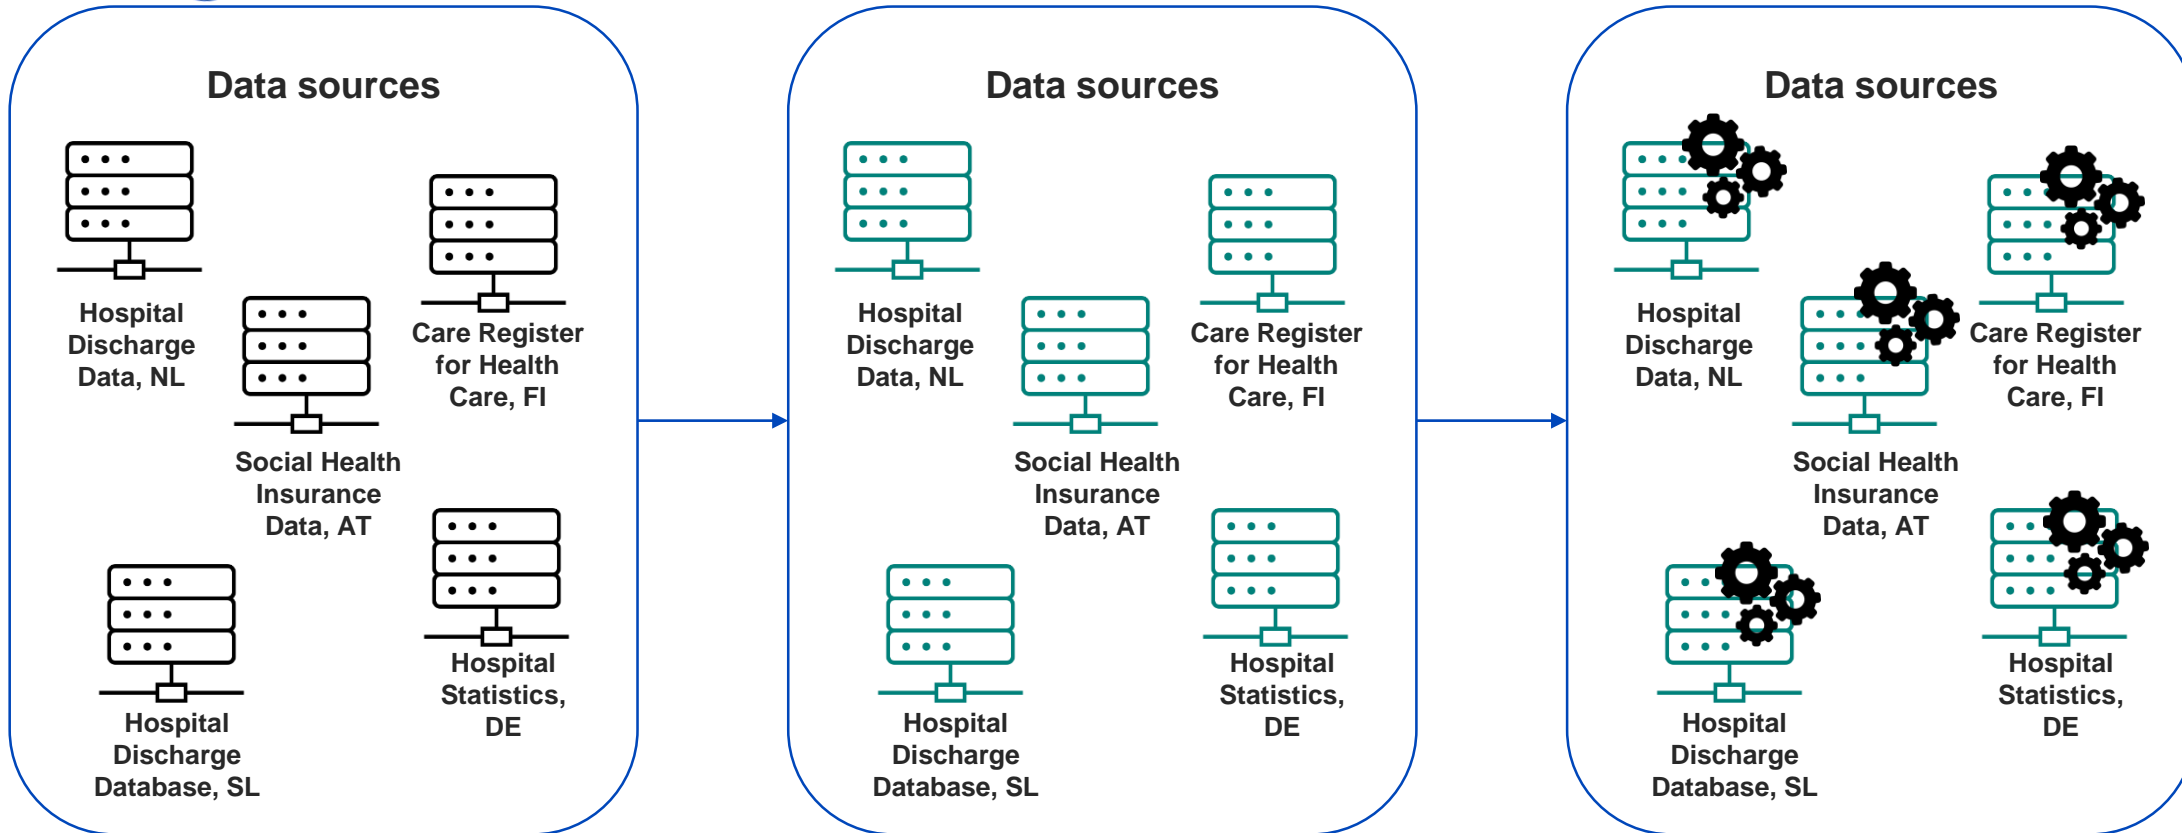 Data sources
Hospital
Discharge
Data, NL
Care Register
for Health
Care, FI
Social Health
Insurance
Data, AT
Hospital
Statistics,
DE
Hospital
Discharge
Database, SL
Data sources
Hospital
Discharge
Data, NL
Care Register
for Health
Care, FI
Social Health
Insurance
Data, AT
Hospital
Statistics,
DE
Hospital
Discharge
Database, SL
Data sources
Hospital
Discharge
Data, NL
Care Register
for Health
Care, FI
Social Health
Insurance
Data, AT
Hospital
Statistics,
DE
Hospital
Discharge
Database, SL